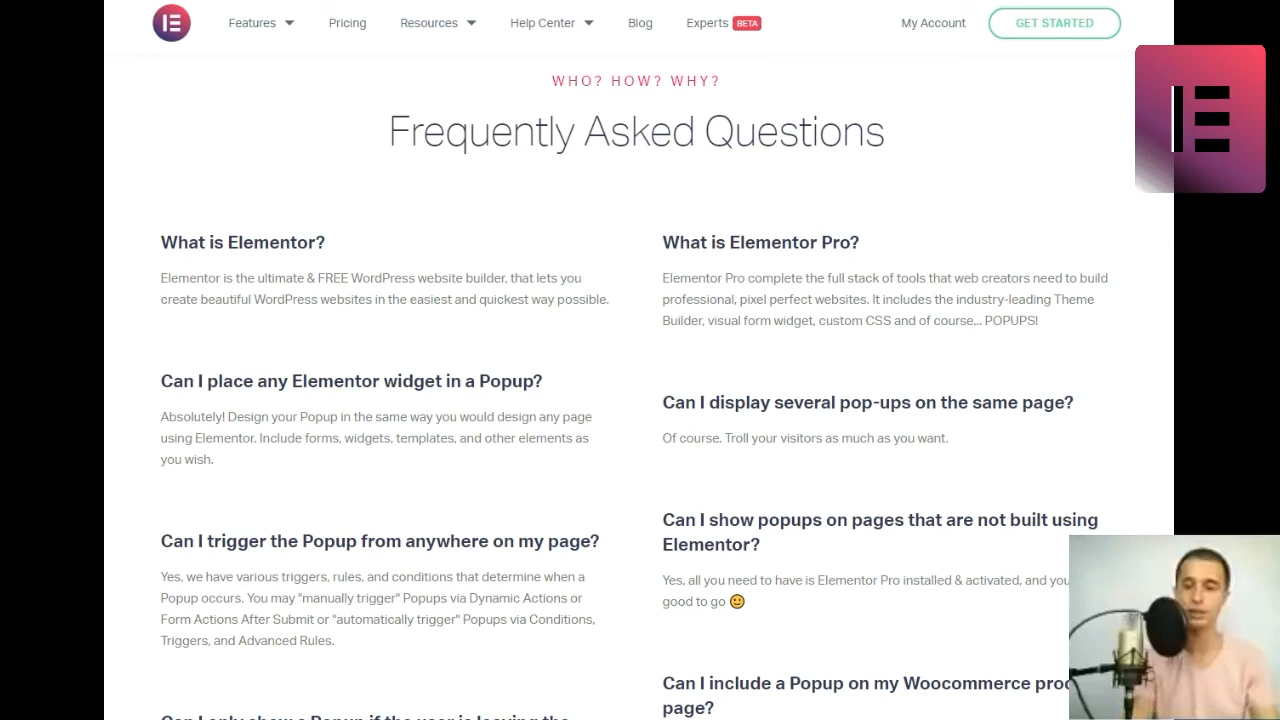 Features
Pricing
Resources
Help Center
Blog
Experts BETA
My Account
GET STARTED
WHO? HOW? WHY?
Frequently Asked Questions
What is Elementor?
Elementor is the ultimate & FREE WordPress website builder, that lets you
create beautiful WordPress websites in the easiest and quickest way possible.
Can I place any Elementor widget in a Popup?
Absolutely! Design your Popup in the same way you would design any page
using Elementor. Include forms, widgets, templates, and other elements as
you wish.
Can I trigger the Popup from anywhere on my page?
Yes, we have various triggers, rules, and conditions that determine when a
Popup occurs. You may "manually trigger" Popups via Dynamic Actions or
Form Actions After Submit or "automatically trigger" Popups via Conditions,
Triggers, and Advanced Rules.
Can I only show a Popup if the user is leaving the
What is Elementor Pro?
Elementor Pro complete the full stack of tools that web creators need to build
professional, pixel perfect websites. It includes the industry-leading Theme
Builder, visual form widget, custom CSS and of course... POPUPS!
Can I display several pop-ups on the same page?
Of course. Troll your visitors as much as you want.
Can I show popups on pages that are not built using
Elementor?
Yes, all you need to have is Elementor Pro installed & activated, and you
good to go 🙂
Can I include a Popup on my Woocommerce
page?